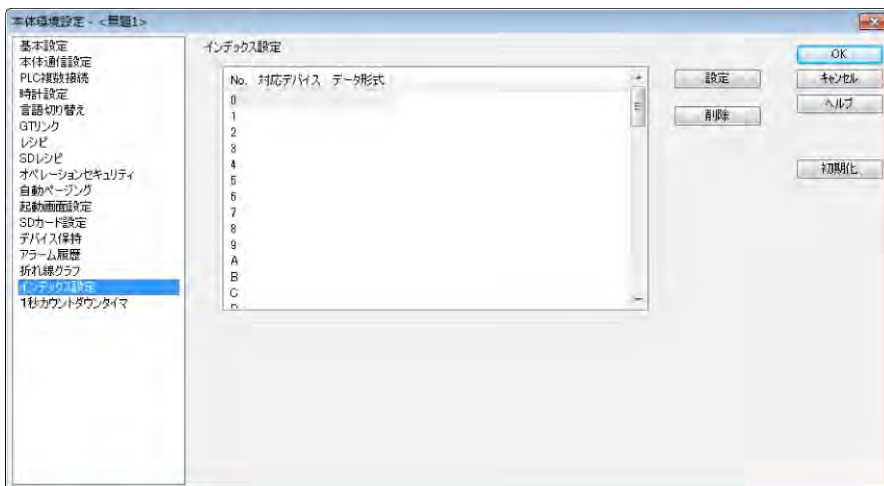 本体環境設定 - <無題1>
基本設定
本体通信設定
PLC複数接続
時計設定
言語切り替え
GTリンク
レシピ
SDレシピ
オペレーションセキュリティ
自動ページング
起動画面設定
SDカード設定
デバイス保持
アラーム履歴
折れ線グラフ
インデックス設定
1秒カウントダウンタイマ
インデックス設定
No. 対応デバイス データ形式
0
1
2
3
4
5
6
7
8
9
A
B
C
D
設定
削除
OK
キャンセル
ヘルプ
初期化